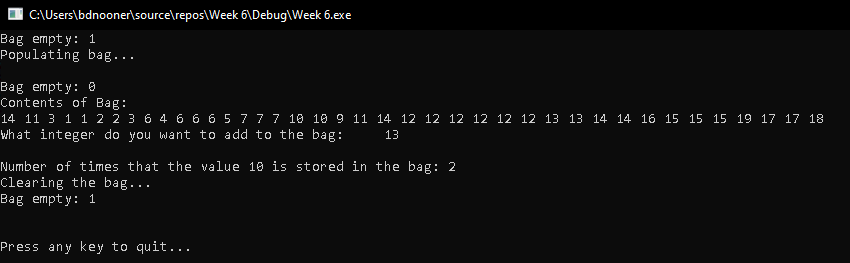 C:\Users\bdnooner\source\repos\Week 6\Debug\Week 6.exe
Bag empty: 1
Populating bag...
Bag empty: 0
Contents of Bag:
14 11 3 1 1 2 2 3 6 4 6 6 6 5 7 7 7 10 10 9 11 14 12 12 12 12 12 12 13 13 14 14 16 15 15 15 19 17 17 18
What integer do you want to add to the bag: 13
Number of times that the value 10 is stored in the bag: 2
Clearing the bag...
Bag empty: 1
Press any key to quit...